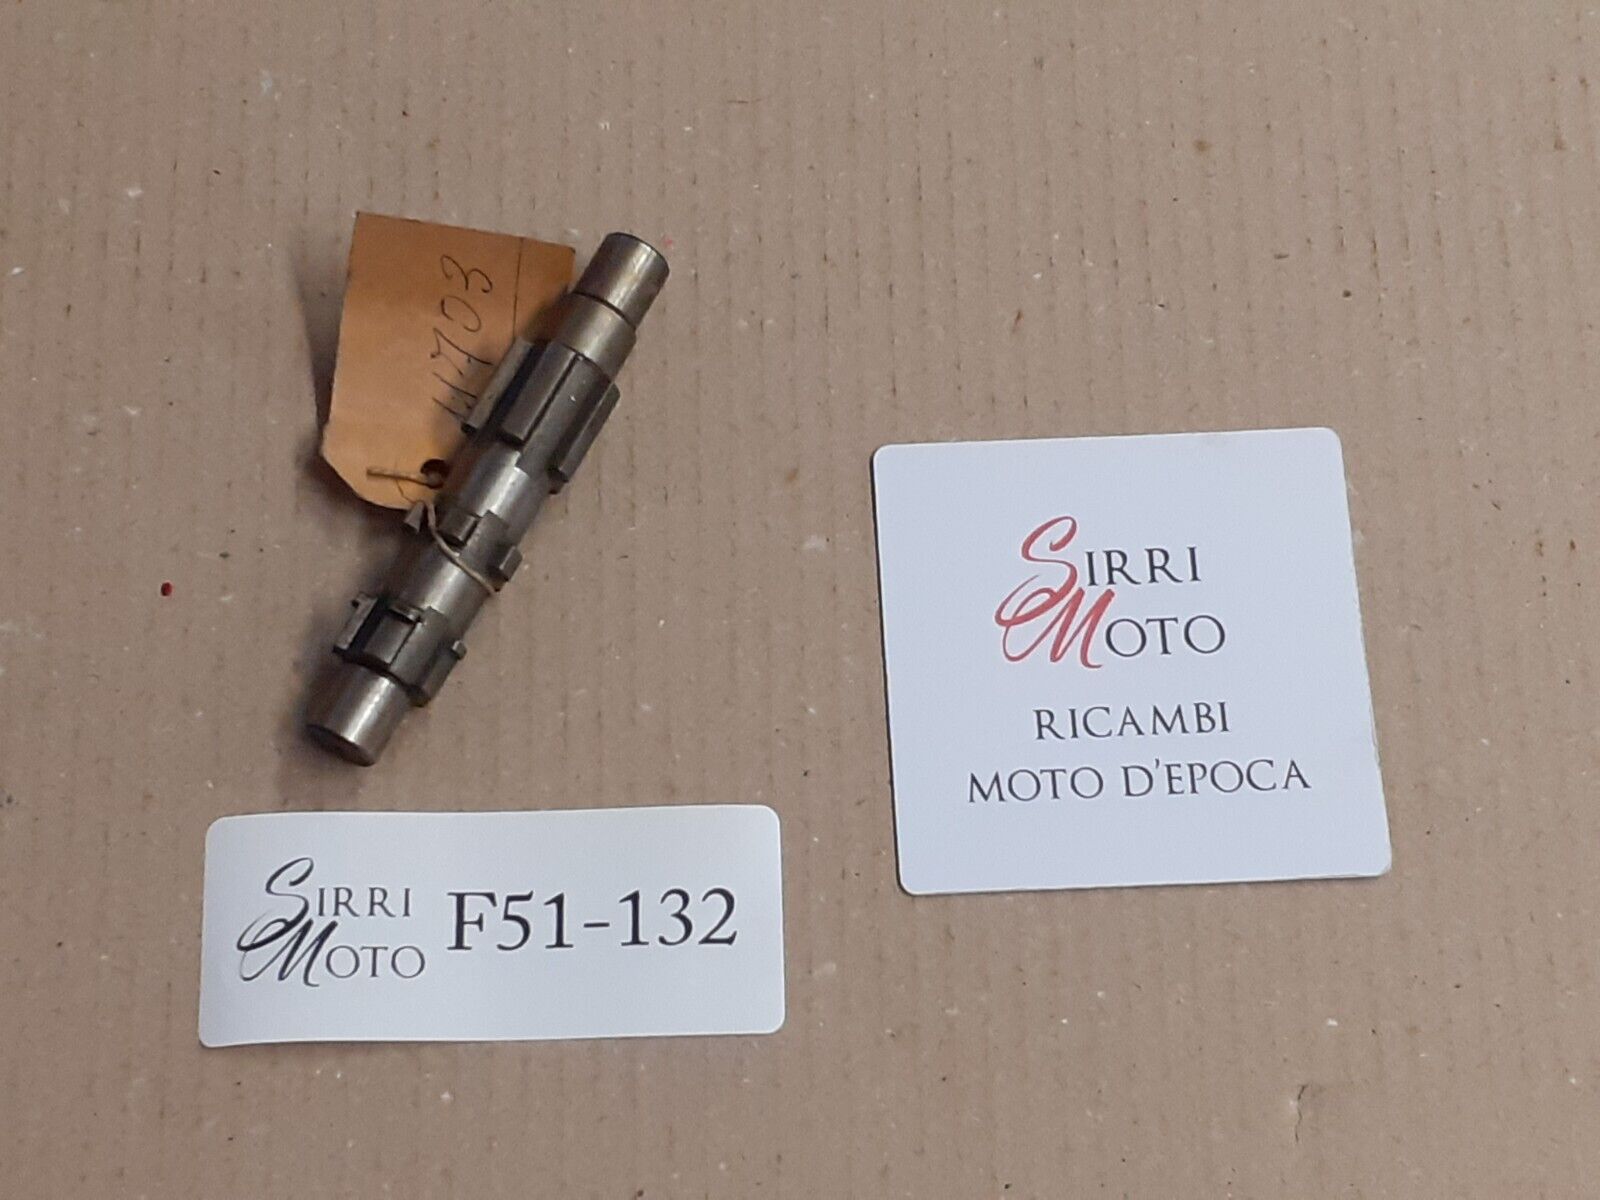 11703
SIRRI
MOTO
RICAMBI
MOTO D'EPOCA
SIRRI
MOTO
F51-132